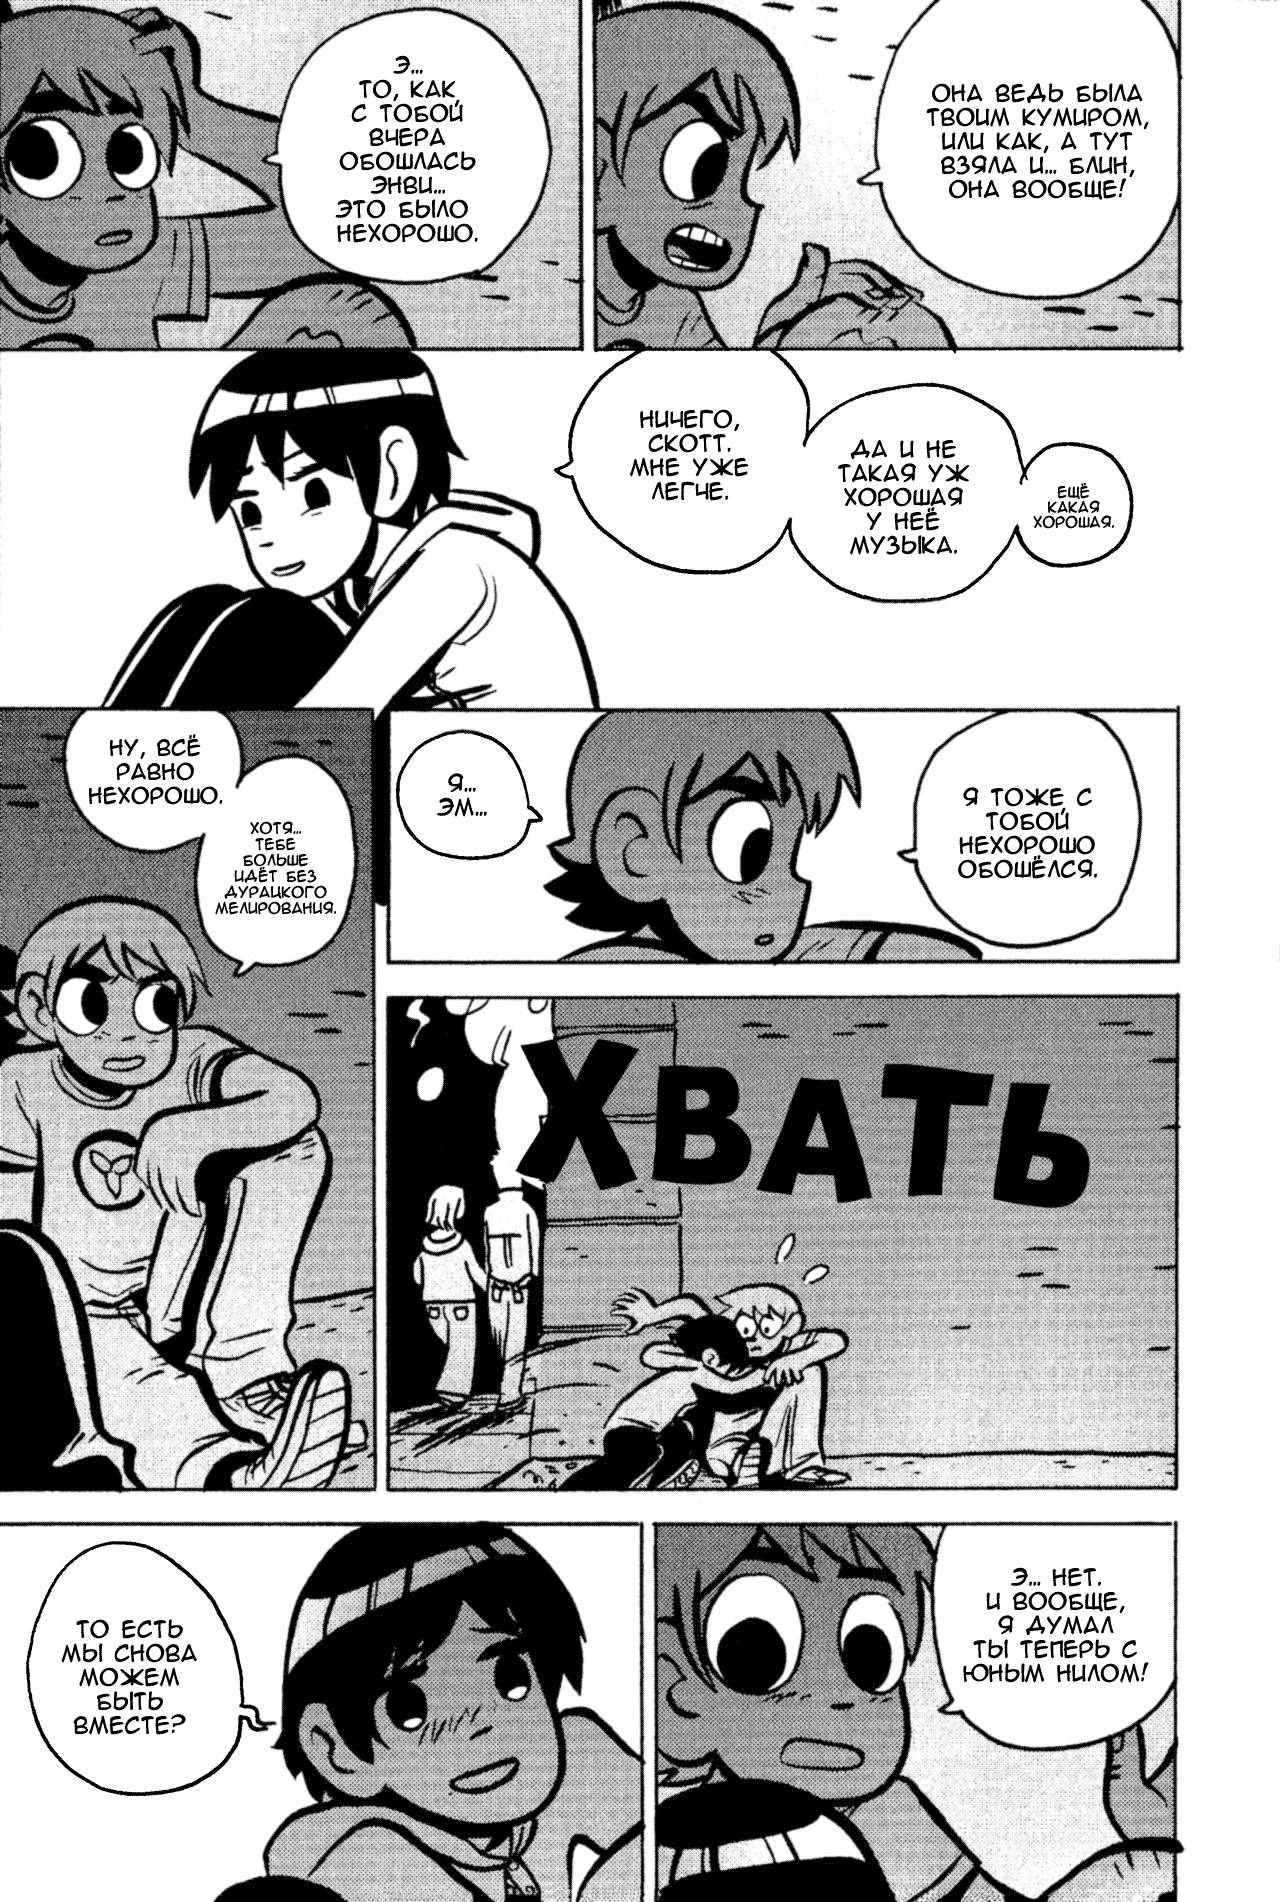 Э...
ТО, КАК
С ТОБОЙ
ВЧЕРА
ОБОШЛАСЬ
ЭНВИ...
ЭТО БЫЛО
НЕХОРОШО.
ОНА ВЕДЬ БЫЛА
ТВОИМ КУМИРОМ,
ИЛИ КАК, А ТУТ
ВЗЯЛА И... БЛИН,
ОНА ВООБЩЕ!
НИЧЕГО,
СКОТТ.
МНЕ УЖЕ
ЛЕГЧЕ.
ДА И НЕ
ТАКАЯ УЖ
ХОРОШАЯ
У НЕЁ
МУЗЫКА.
ЕЩЁ
КАКАЯ
ХОРОШАЯ.
НУ, ВСЁ
РАВНО
НЕХОРОШО.
ХОТЯ...
ТЕБЕ
БОЛЬШЕ
ИДЁТ БЕЗ
ДУРАЦКОГО
МЕЛИРОВАНИЯ.
Я...
ЭМ...
Я ТОЖЕ С
ТОБОЙ
НЕХОРОШО
ОБОШЁЛСЯ.
ХВАТЬ
ТО ЕСТЬ
МЫ СНОВА
МОЖЕМ
БЫТЬ
ВМЕСТЕ?
Э... НЕТ.
И ВООБЩЕ,
Я ДУМАЛ
ТЫ ТЕПЕРЬ С
ЮНЫМ НИЛОМ!